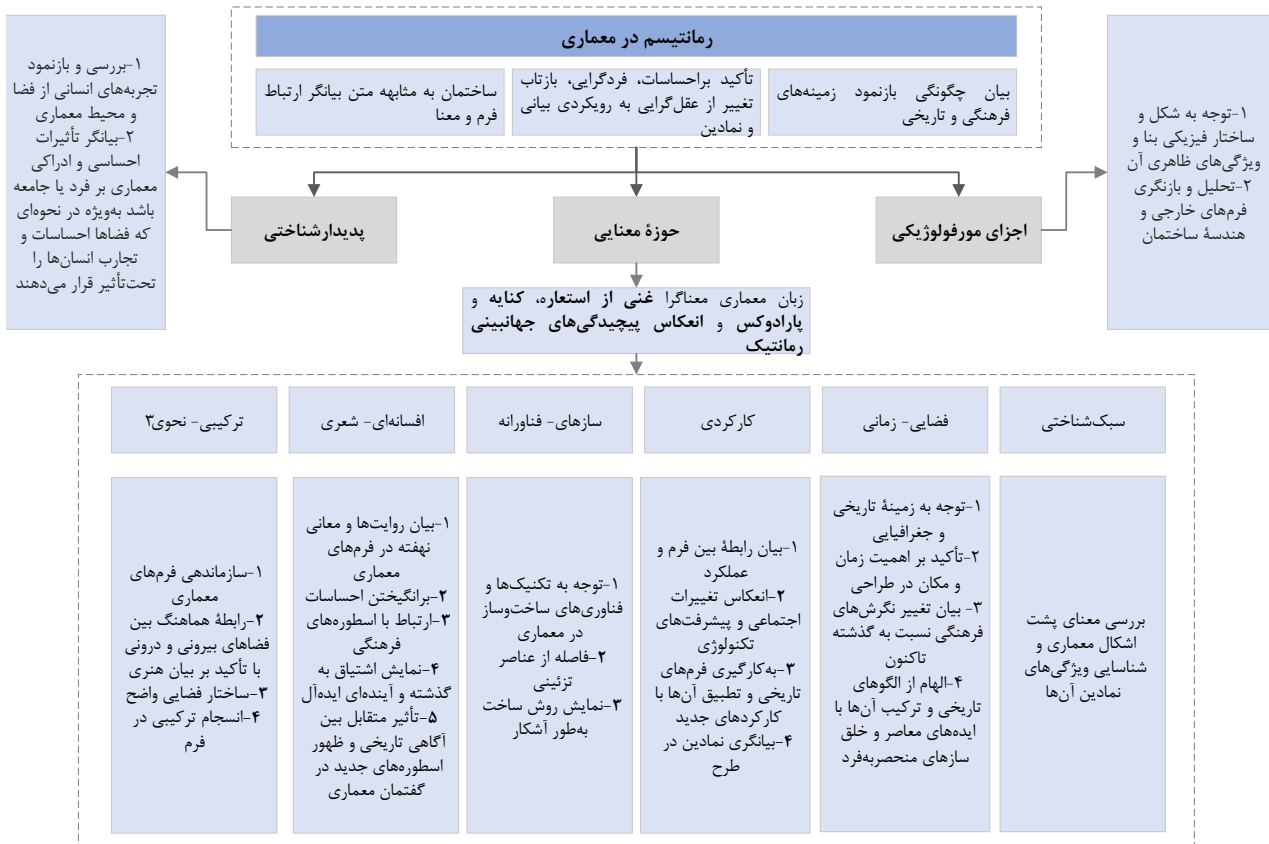 رمانتیسم در معماری
بیان چگونگی بازنمود زمینه‌های
فرهنگی و تاریخی
تأکید براحساسات، فردگرایی، بازتاب
تغییر از عقل‌گرایی به رویکردی بیانی
و نمادین
ساختمان به مثابهه متن بیانگر ارتباط
فرم و معنا
۱-توجه به شکل و
ساختار فیزیکی بنا و
ویژگی‌های ظاهری آن
۲-تحلیل و بازنگری
فرم‌های خارجی و
هندسهٔ ساختمان
اجزای مورفولوژیکی
حوزهٔ معنایی
پدیدارشناختی
۱-بررسی و بازنمود
تجربه‌های انسانی از فضا
و محیط معماری
۲-بیانگر تأثیرات
احساسی و ادراکی
معماری بر فرد یا جامعه
باشد به‌ویژه در نحوه‌ای
که فضاها احساسات و
تجارب انسان‌ها را
تحت‌تأثیر قرار می‌دهند
زبان معماری معناگرا غنی از استعاره، کنایه و
پارادوکس و انعکاس پیچیدگی‌های جهانبینی
رمانتیک
سبک‌شناختی
فضایی- زمانی
کارکردی
سازهای- فناورانه
افسانه‌ای- شعری
ترکیبی- نحوی۳
بررسی معنای پشت
اشکال معماری و
شناسایی ویژگی‌های
نمادین آن‌ها
۱-توجه به زمینهٔ تاریخی
و جغرافیایی
۲-تأکید بر اهمیت زمان
و مکان در طراحی
۳- بیان تغییر نگرش‌های
فرهنگی نسبت به گذشته
تاکنون
۴-الهام از الگوهای
تاریخی و ترکیب آن‌ها با
ایده‌های معاصر و خلق
سازهای منحصربه‌فرد
۱-بیان رابطهٔ بین فرم و
عملکرد
۲-انعکاس تغییرات
اجتماعی و پیشرفت‌های
تکنولوژی
۳-به‌کارگیری فرم‌های
تاریخی و تطبیق آن‌ها با
کارکردهای جدید
۴-بیانگری نمادین در
طرح
۱-توجه به تکنیک‌ها و
فناوری‌های ساخت‌وساز
در معماری
۲-فاصله از عناصر
تزئینی
۳-نمایش روش ساخت
به‌طور آشکار
۱-بیان روایت‌ها و معانی
نهفته در فرم‌های
معماری
۲-برانگیختن احساسات
۳-ارتباط با اسطوره‌های
فرهنگی
۴-نمایش اشتیاق به
گذشته و آینده‌ای ایده‌آل
۵-تأثیر متقابل بین
آگاهی تاریخی و ظهور
اسطوره‌های جدید در
گفتمان معماری
۱-سازماندهی فرم‌های
معماری
۲-رابطهٔ هماهنگ بین
فضاهای بیرونی و درونی
با تأکید بر بیان هنری
۳-ساختار فضایی واضح
۴-انسجام ترکیبی در
فرم